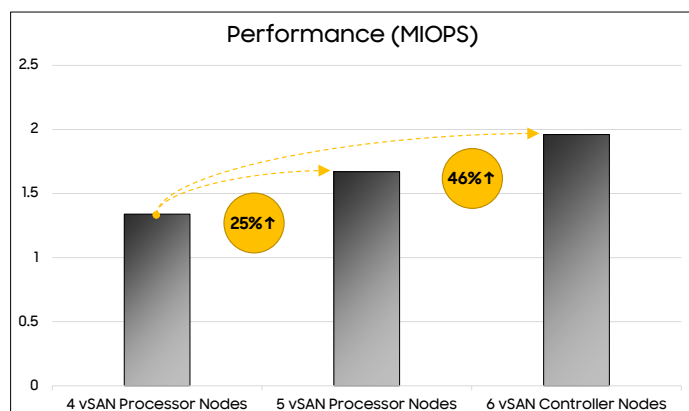 Performance (MIOPS)
2.5
2
1.5
1
0.5
0
46%↑
25%↑
4 vSAN Processor Nodes
5 vSAN Processor Nodes
6 vSAN Controller Nodes